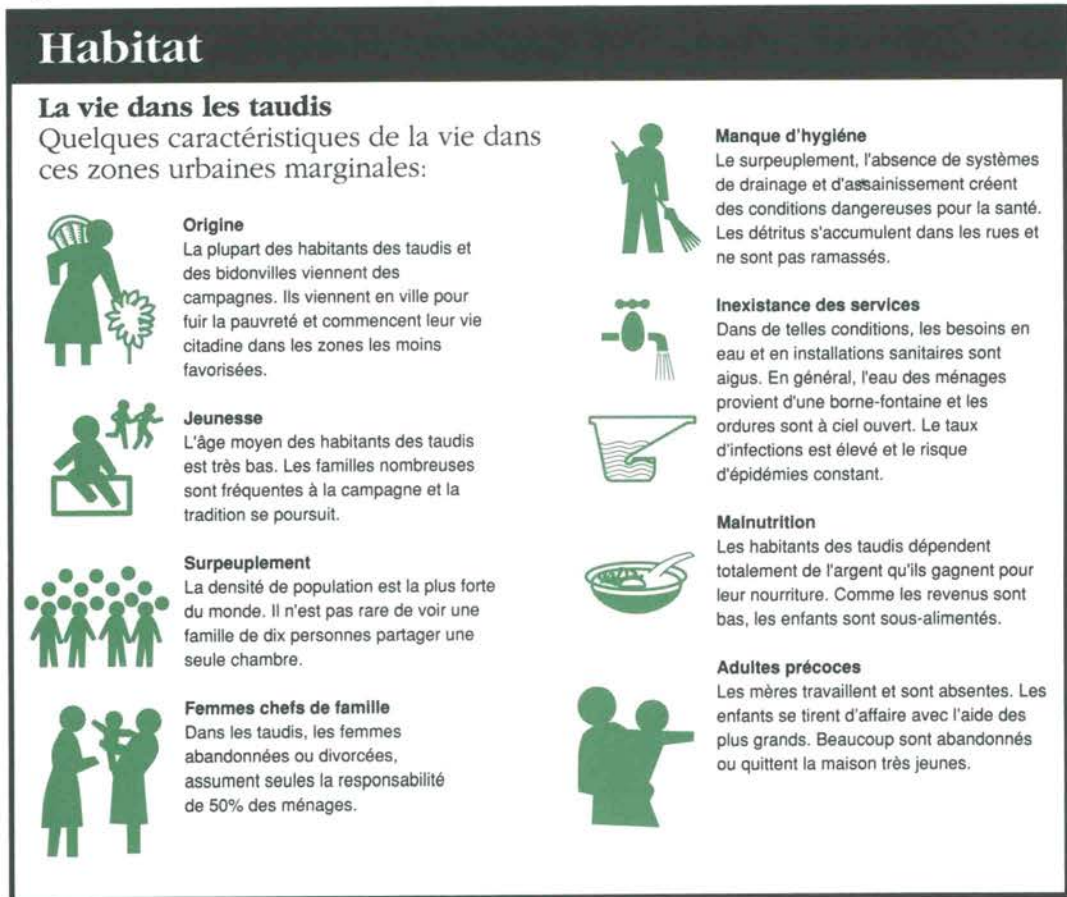 Habitat
La vie dans les taudis
Quelques caractéristiques de la vie dans
ces zones urbaines marginales:
Origine
La plupart des habitants des taudis et
des bidonvilles viennent des
campagnes. Ils viennent en ville pour
fuir la pauvreté et commencent leur vie
citadine dans les zones les moins
favorisées.
Jeunesse
L'âge moyen des habitants des taudis
est très bas. Les familles nombreuses
sont fréquentes à la campagne et la
tradition se poursuit.
Surpeuplement
La densité de population est la plus forte
du monde. Il n'est pas rare de voir une
famille de dix personnes partager une
seule chambre.
Femmes chefs de famille
Dans les taudis, les femmes
abandonnées ou divorcées,
assument seules la responsabilité
de 50% des ménages.
Manque d'hygiéne
Le surpeuplement, l'absence de systèmes
de drainage et d'assainissement créent
des conditions dangereuses pour la santé.
Les détritus s'accumulent dans les rues et
ne sont pas ramassés.
Inexistance des services
Dans de telles conditions, les besoins en
eau et en installations sanitaires sont
aigus. En général, l'eau des ménages
provient d'une borne-fontaine et les
ordures sont à ciel ouvert. Le taux
d'infections est élevé et le risque
d'épidémies constant.
Malnutrition
Les habitants des taudis dépendent
totalement de l'argent qu'ils gagnent pour
leur nourriture. Comme les revenus sont
bas, les enfants sont sous-alimentés.
Adultes précoces
Les mères travaillent et sont absentes. Les
enfants se tirent d'affaire avec l'aide des
plus grands. Beaucoup sont abandonnés
ou quittent la maison très jeunes.